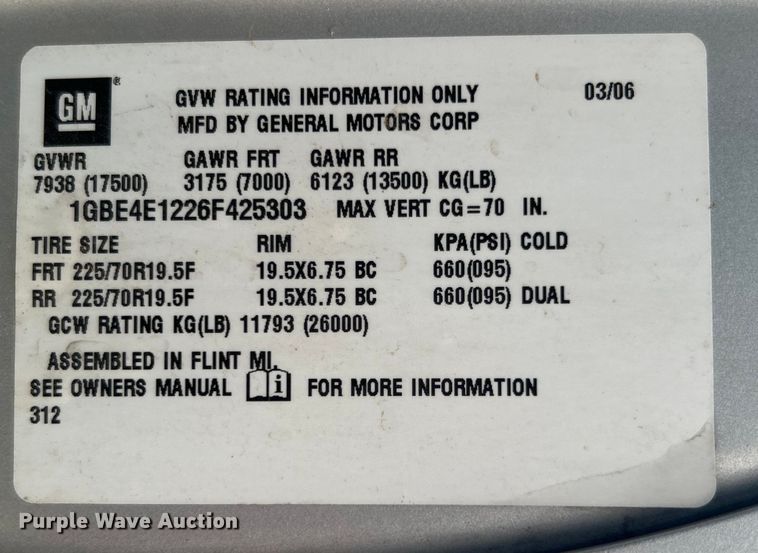 GM® GVW RATING INFORMATION ONLY 03/06
MFD BY GENERAL MOTORS CORP
GVWR GAWR FRT GAWR RR
7938 (17500) 3175 (7000) 6123 (13500) KG(LB)
1GBE4E1226F425303 MAX VERT CG=70 IN.
TIRE SIZE RIM KPA(PSI) COLD
FRT 225/70R19.5F 19.5X6.75 BC 660(095)
RR 225/70R19.5F 19.5X6.75 BC 660(095) DUAL
GCW RATING KG(LB) 11793 (26000)
ASSEMBLED IN FLINT MI.
SEE OWNERS MANUAL i FOR MORE INFORMATION
312
Purple Wave Auction